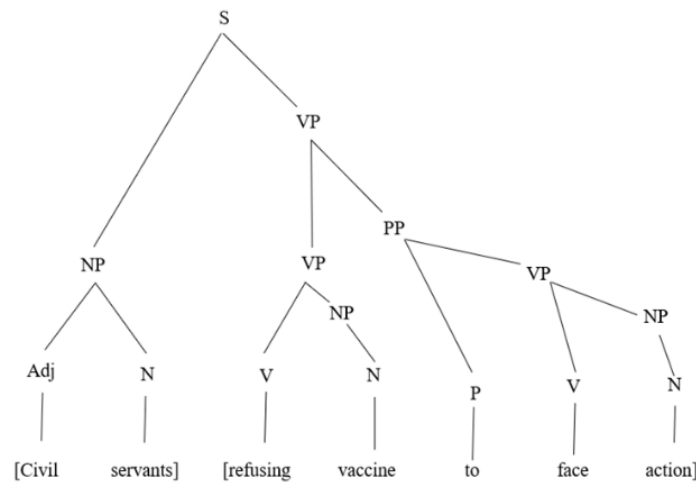 S
VP
PP
NP VP VP
NP NP
Adj N V N P V N
[Civil servants] [refusing vaccine to face action]